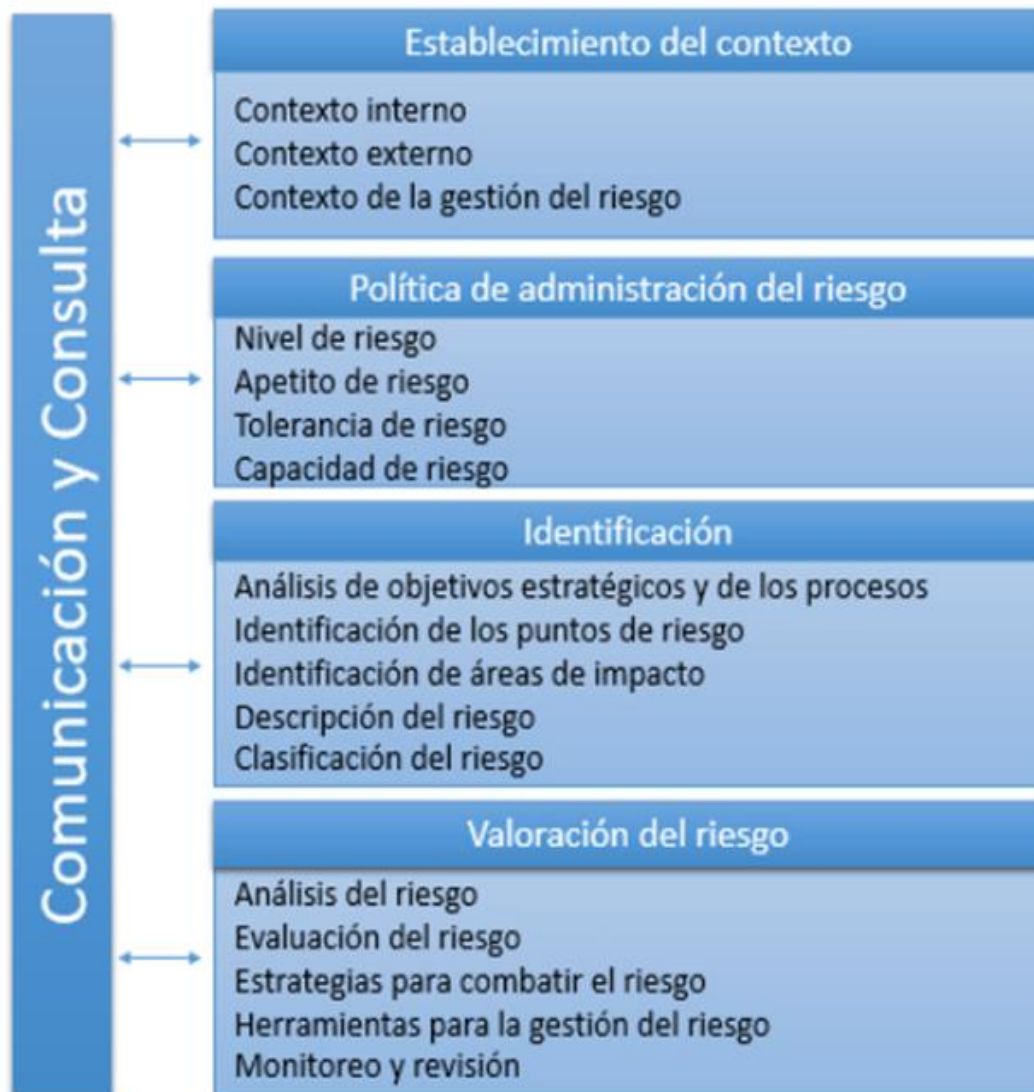 Comunicación y Consulta
Establecimiento del contexto
Contexto interno
Contexto externo
Contexto de la gestión del riesgo
Política de administración del riesgo
Nivel de riesgo
Apetito de riesgo
Tolerancia de riesgo
Capacidad de riesgo
Identificación
Análisis de objetivos estratégicos y de los procesos
Identificación de los puntos de riesgo
Identificación de áreas de impacto
Descripción del riesgo
Clasificación del riesgo
Valoración del riesgo
Análisis del riesgo
Evaluación del riesgo
Estrategias para combatir el riesgo
Herramientas para la gestión del riesgo
Monitoreo y revisión